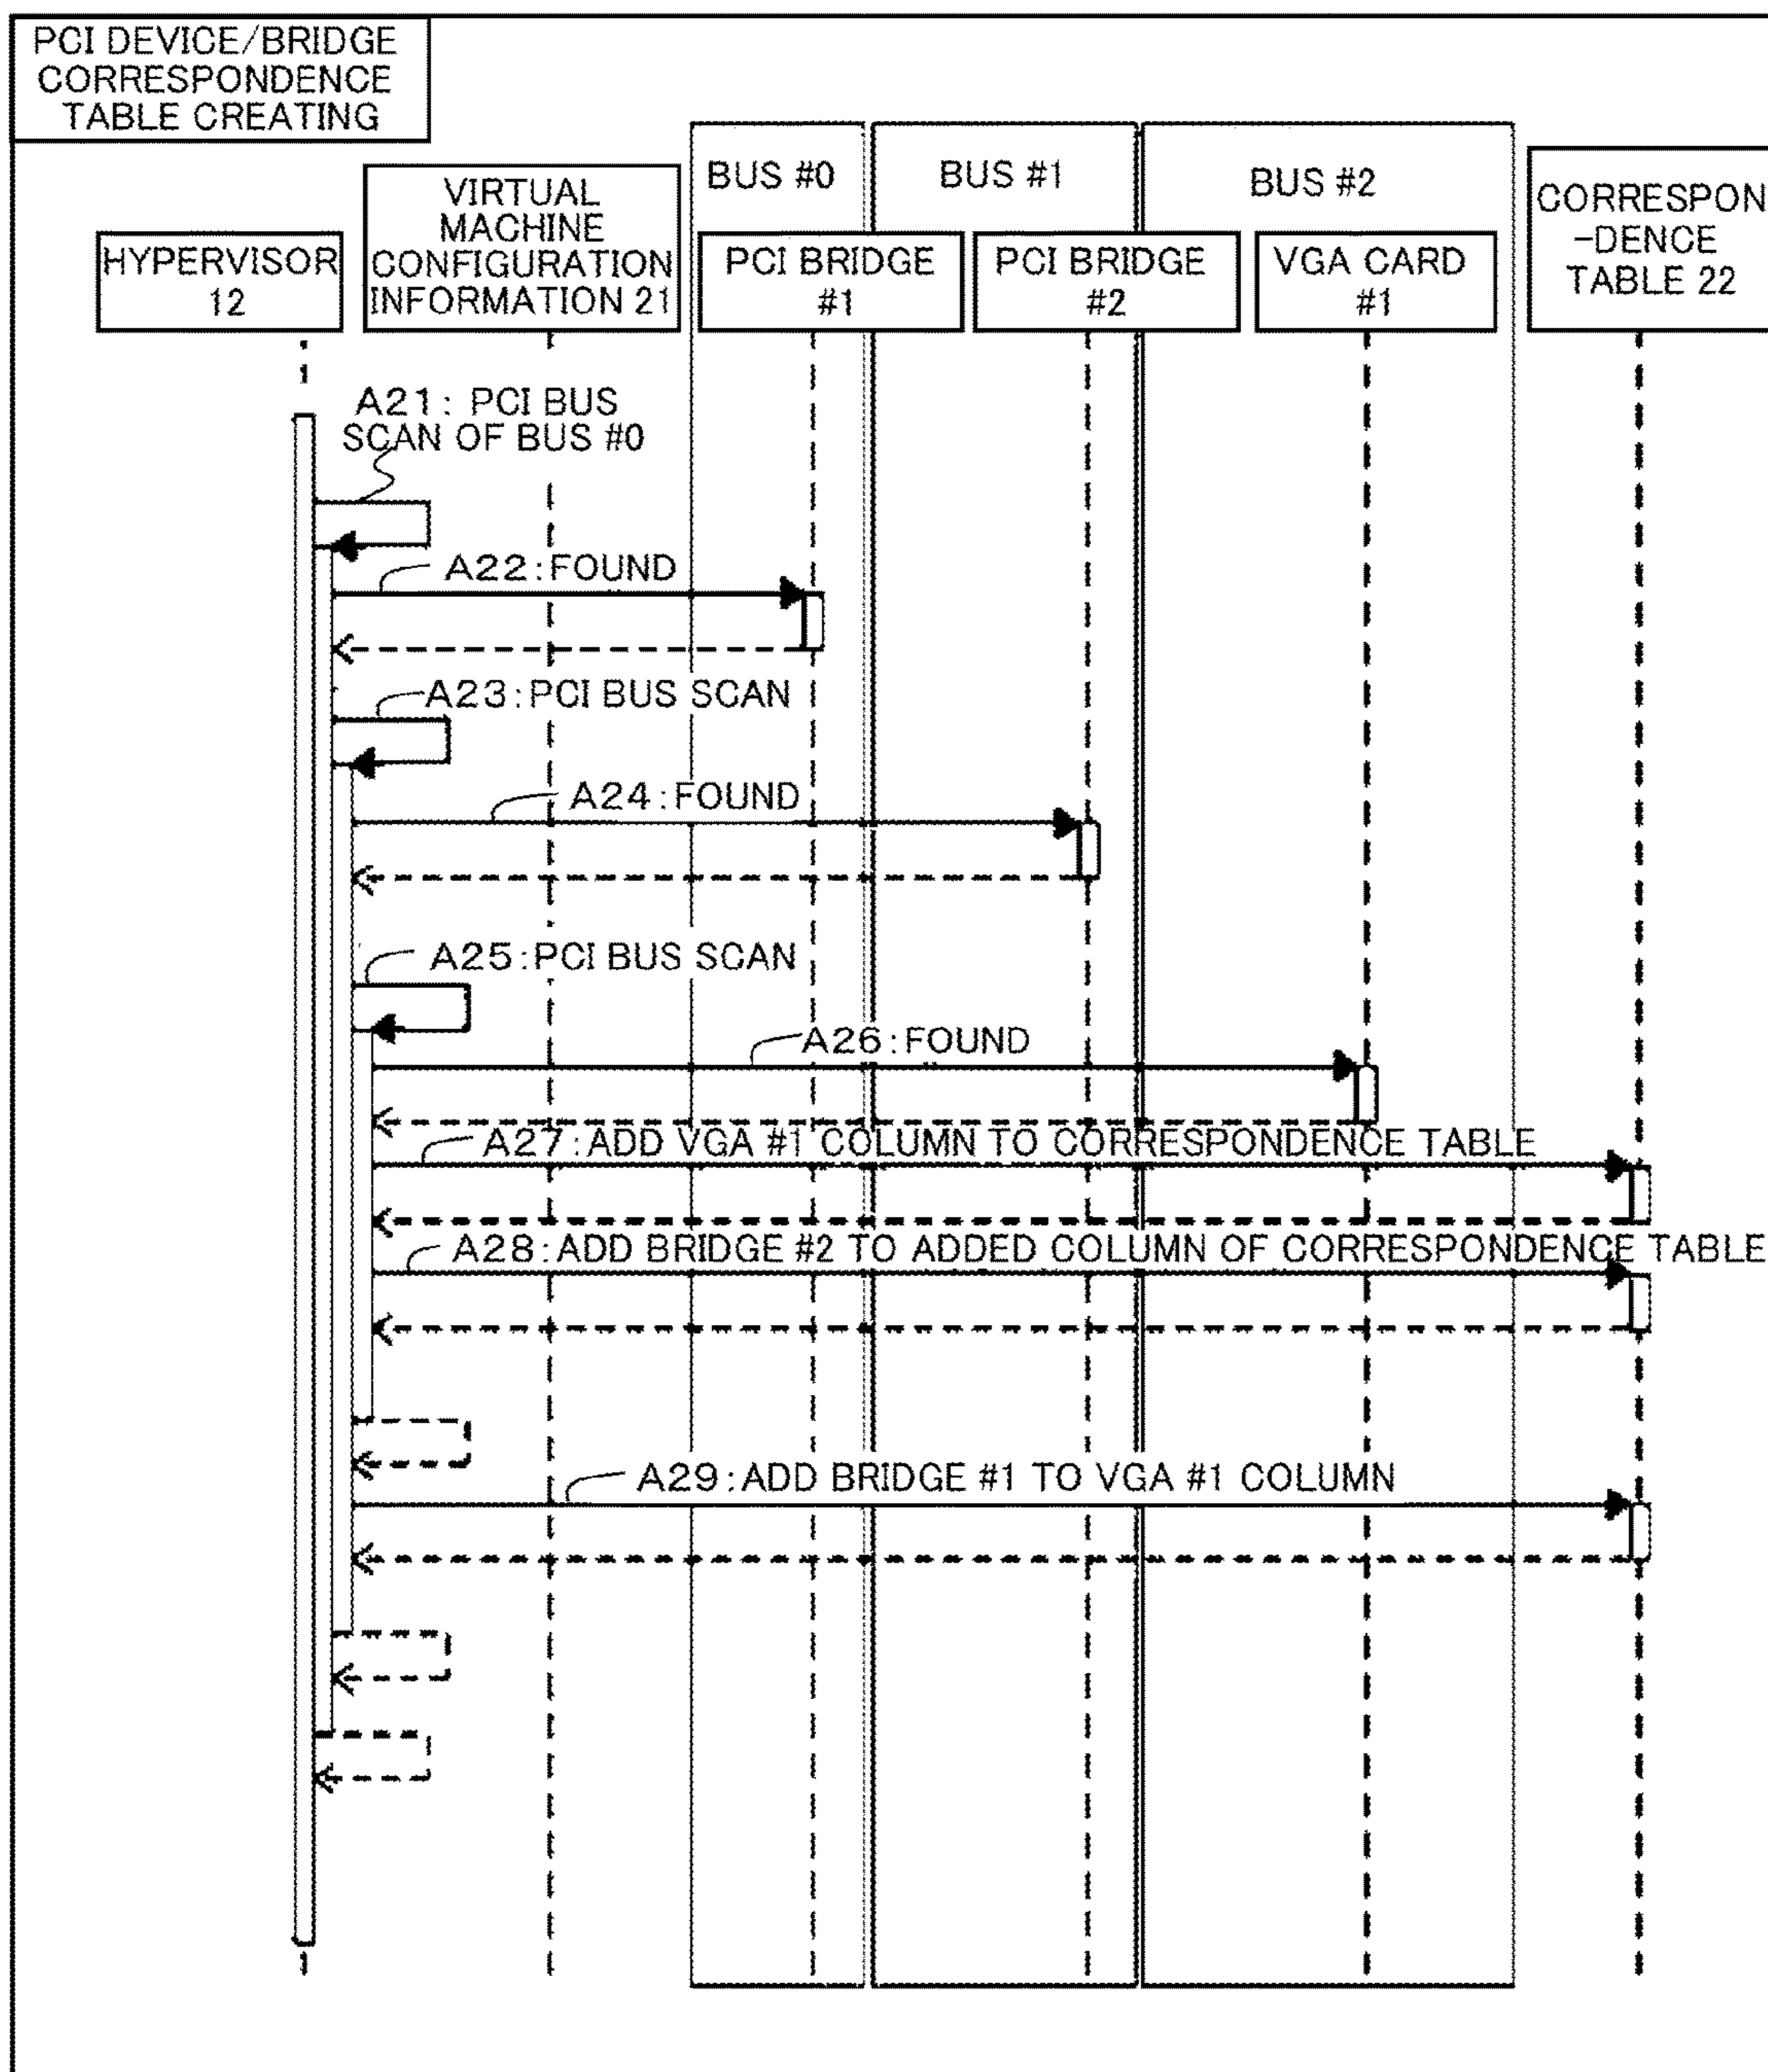 PCI DEVICE/BRIDGE
CORRESPONDENCE
TABLE CREATING
BUS #0
BUS #1
BUS #2
HYPERVISOR
12
VIRTUAL
MACHINE
CONFIGURATION
INFORMATION 21
PCI BRIDGE
#1
PCI BRIDGE
#2
VGA CARD
#1
CORRESPON
-DENCE
TABLE 22
A21: PCI BUS
SCAN OF BUS #0
A22:FOUND
A23:PCI BUS SCAN
A24:FOUND
A25:PCI BUS SCAN
A26:FOUND
A27:ADD VGA #1 COLUMN TO CORRESPONDENCE TABLE
A28:ADD BRIDGE #2 TO ADDED COLUMN OF CORRESPONDENCE TABLE
A29:ADD BRIDGE #1 TO VGA #1 COLUMN